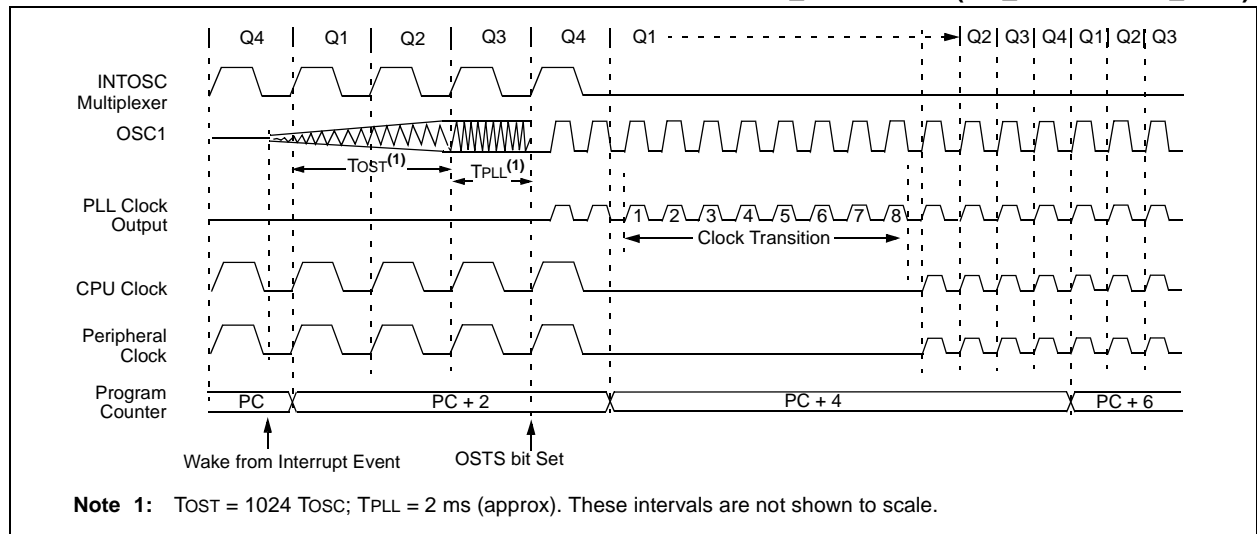 Q4 Q1 Q2 Q3 Q4 Q1 Q2 Q3 Q4 Q1 Q2 Q3
INTOSC
Multiplexer
OSC1
TOST(1)
TPLL(1)
PLL Clock
Output
1 2 3 4 5 6 7 8
Clock Transition
CPU Clock
Peripheral
Clock
Program
Counter
PC PC + 2 PC + 4 PC + 6
Wake from Interrupt Event
OSTS bit Set
Note 1: TOST = 1024 TOSC; TPLL = 2 ms (approx). These intervals are not shown to scale.